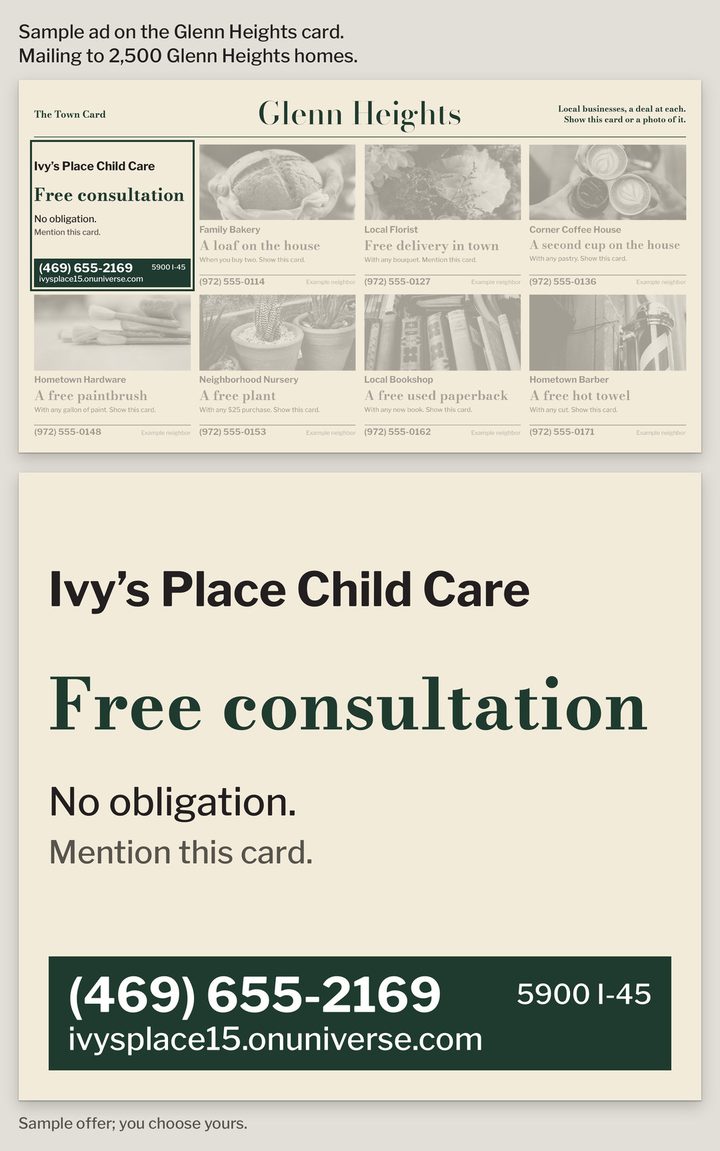 Sample ad on the Glenn Heights card.
Mailing to 2,500 Glenn Heights homes.
The Town Card
Glenn Heights
Local businesses, a deal at each.
Show this card or a photo of it.
Ivy's Place Child Care
Free consultation
No obligation.
Mention this card.
(469) 655-2169 5900 I-45
ivysplace15.onuniverse.com
Family Bakery
A loaf on the house
When you buy two. Show this card.
(972) 555-0114 Example neighbor
Local Florist
Free delivery in town
With any bouquet. Mention this card.
(972) 555-0127 Example neighbor
Corner Coffee House
A second cup on the house
With any pastry. Show this card.
(972) 555-0136 Example neighbor
Hometown Hardware
A free paintbrush
With any gallon of paint. Show this card.
(972) 555-0148 Example neighbor
Neighborhood Nursery
A free plant
With any $25 purchase. Show this card.
(972) 555-0153 Example neighbor
Local Bookshop
A free used paperback
With any new book. Show this card.
(972) 555-0162 Example neighbor
Hometown Barber
A free hot towel
With any cut. Show this card.
(972) 555-0171 Example neighbor
Ivy’s Place Child Care
Free consultation
No obligation.
Mention this card.
(469) 655-2169 5900 I-45
ivysplace15.onuniverse.com
Sample offer; you choose yours.